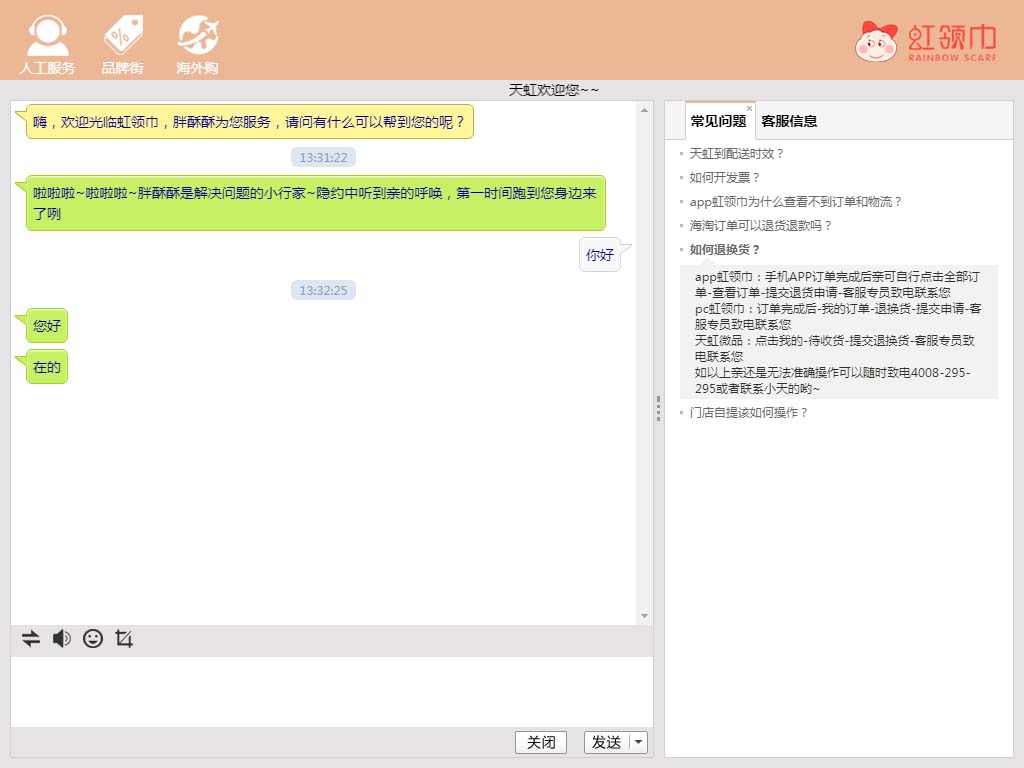 人工服务
品牌街
海外购
虹领巾
RAINBOW SCARF
天虹欢迎您~~
嗨，欢迎光临虹领巾，胖酥酥为您服务，请问有什么可以帮到您的呢？
13:31:22
啦啦啦~啦啦啦~胖酥酥是解决问题的小行家~隐约中听到亲的呼唤，第一时间跑到您身边来
了咧
你好
13:32:25
您好
在的
关闭
发送
常见问题
客服信息
天虹到配送时效？
如何开发票？
app虹领巾为什么查看不到订单和物流？
海淘订单可以退货退款吗？
如何退换货？
app虹领巾：手机APP订单完成后亲可自行点击全部订
单-查看订单-提交退货申请-客服专员致电联系您
pc虹领巾：订单完成后-我的订单-退换货-提交申请-客
服专员致电联系您
天虹微品：点击我的-待收货-提交退换货-客服专员致
电联系您
如以上亲还是无法准确操作可以随时致电4008-295-
295或者联系小天的哟~
门店自提该如何操作？